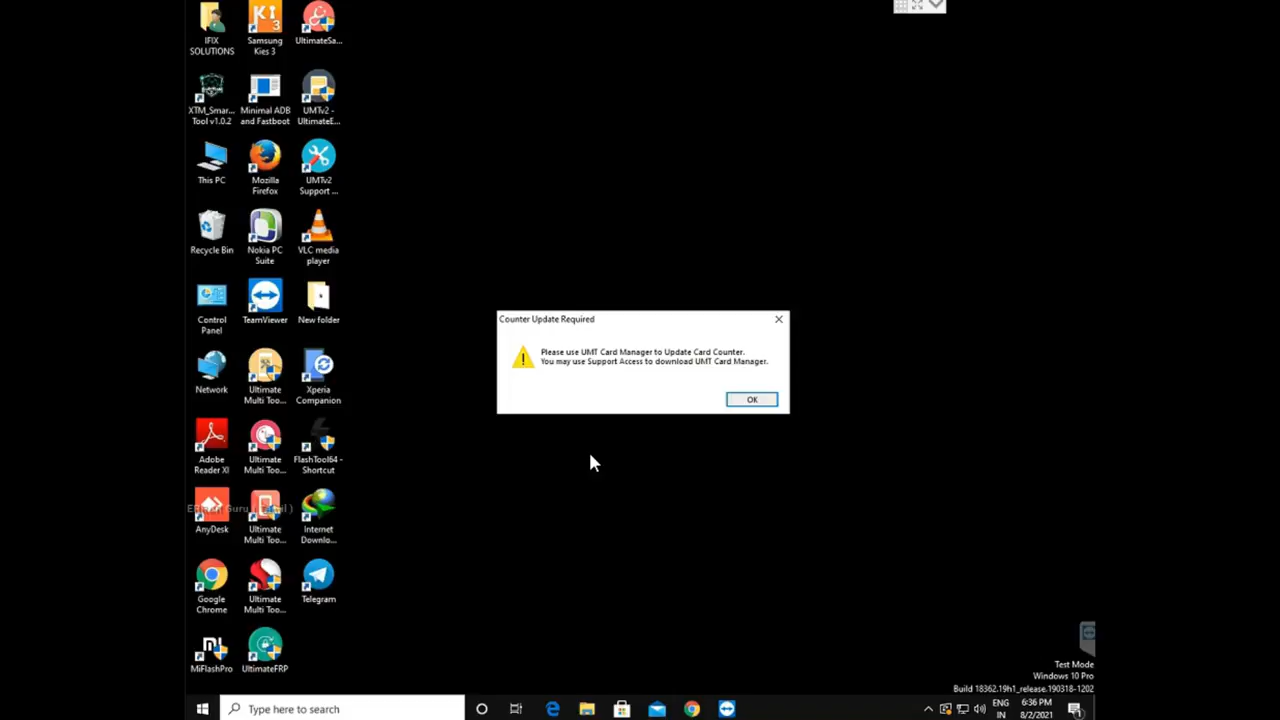 IFIX
SOLUTIONS
Samsung
Kies 3
UltimateSa...
XTM_Smar...
Tool v1.0.2
Minimal ADB
and Fastboot
UMTv2 -
UltimateE...
This PC
Mozilla
Firefox
UMTv2
Support ...
Recycle Bin
Nokia PC
Suite
VLC media
player
Control
Panel
TeamViewer
New folder
Counter Update Required
Please use UMT Card Manager to Update Card Counter.
You may use Support Access to download UMT Card Manager.
OK
Network
Ultimate
Multi Too...
Xperia
Companion
Adobe
Reader XI
Ultimate
Multi Too...
FlashTool64 -
Shortcut
AnyDesk
Ultimate
Multi Too...
Internet
Downlo...
Google
Chrome
Ultimate
Multi Too...
Telegram
MiFlashPro
UltimateFRP
Test Mode
Windows 10 Pro
Build 18362.19h1_release.190318-1202
Type here to search
ENG
IN
6:36 PM
8/2/2021